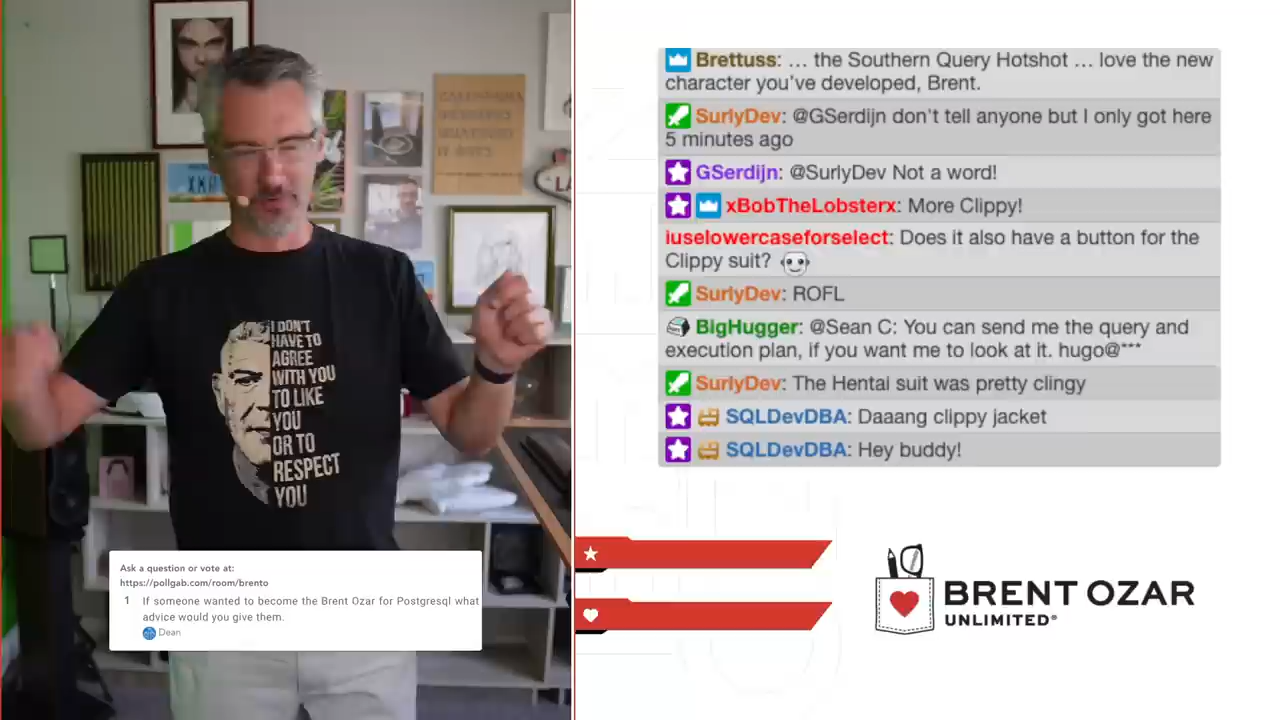 I DON'T
HAVE TO
AGREE
WITH YOU
TO LIKE
YOU
OR TO
RESPECT
YOU
Ask a question or vote at:
https://pollgab.com/room/brento
1 If someone wanted to become the Brent Ozar for Postgresql what
advice would you give them.
Dean
Brettuss: … the Southern Query Hotshot … love the new
character you've developed, Brent.
SurlyDev: @GSerdijn don't tell anyone but I only got here
5 minutes ago
GSerdijn: @SurlyDev Not a word!
xBobTheLobsterx: More Clippy!
iuselowercaseforselect: Does it also have a button for the
Clippy suit?
SurlyDev: ROFL
BigHugger: @Sean C: You can send me the query and
execution plan, if you want me to look at it. hugo@***
SurlyDev: The Hentai suit was pretty clingy
SQLDevDBA: Daaang clippy jacket
SQLDevDBA: Hey buddy!
BRENT OZAR
UNLIMITED®